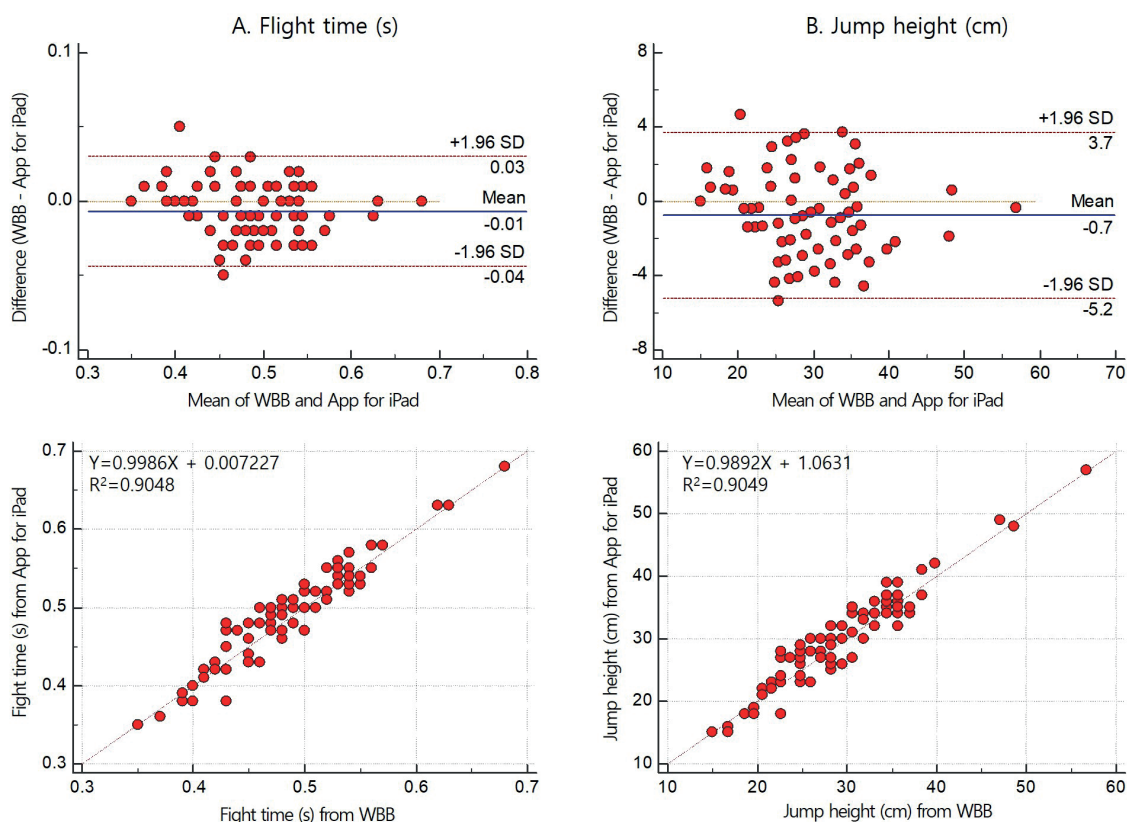 A. Flight time (s)
0.1
0.0
-0.1
Difference (WBB - App for iPad)
+1.96 SD
0.03
Mean
-0.01
-1.96 SD
-0.04
0.3 0.4 0.5 0.6 0.7 0.8
Mean of WBB and App for iPad
B. Jump height (cm)
8
4
0
-4
-8
Difference (WBB - App for iPad)
+1.96 SD
3.7
Mean
-0.7
-1.96 SD
-5.2
10 20 30 40 50 60 70
Mean of WBB and App for iPad
0.7
0.6
0.5
0.4
0.3
Fight time (s) from App for iPad
Y=0.9986X + 0.007227
R²=0.9048
0.3 0.4 0.5 0.6 0.7
Fight time (s) from WBB
60
50
40
30
20
10
Jump height (cm) from App for iPad
Y=0.9892X + 1.0631
R²=0.9049
10 20 30 40 50 60
Jump height (cm) from WBB